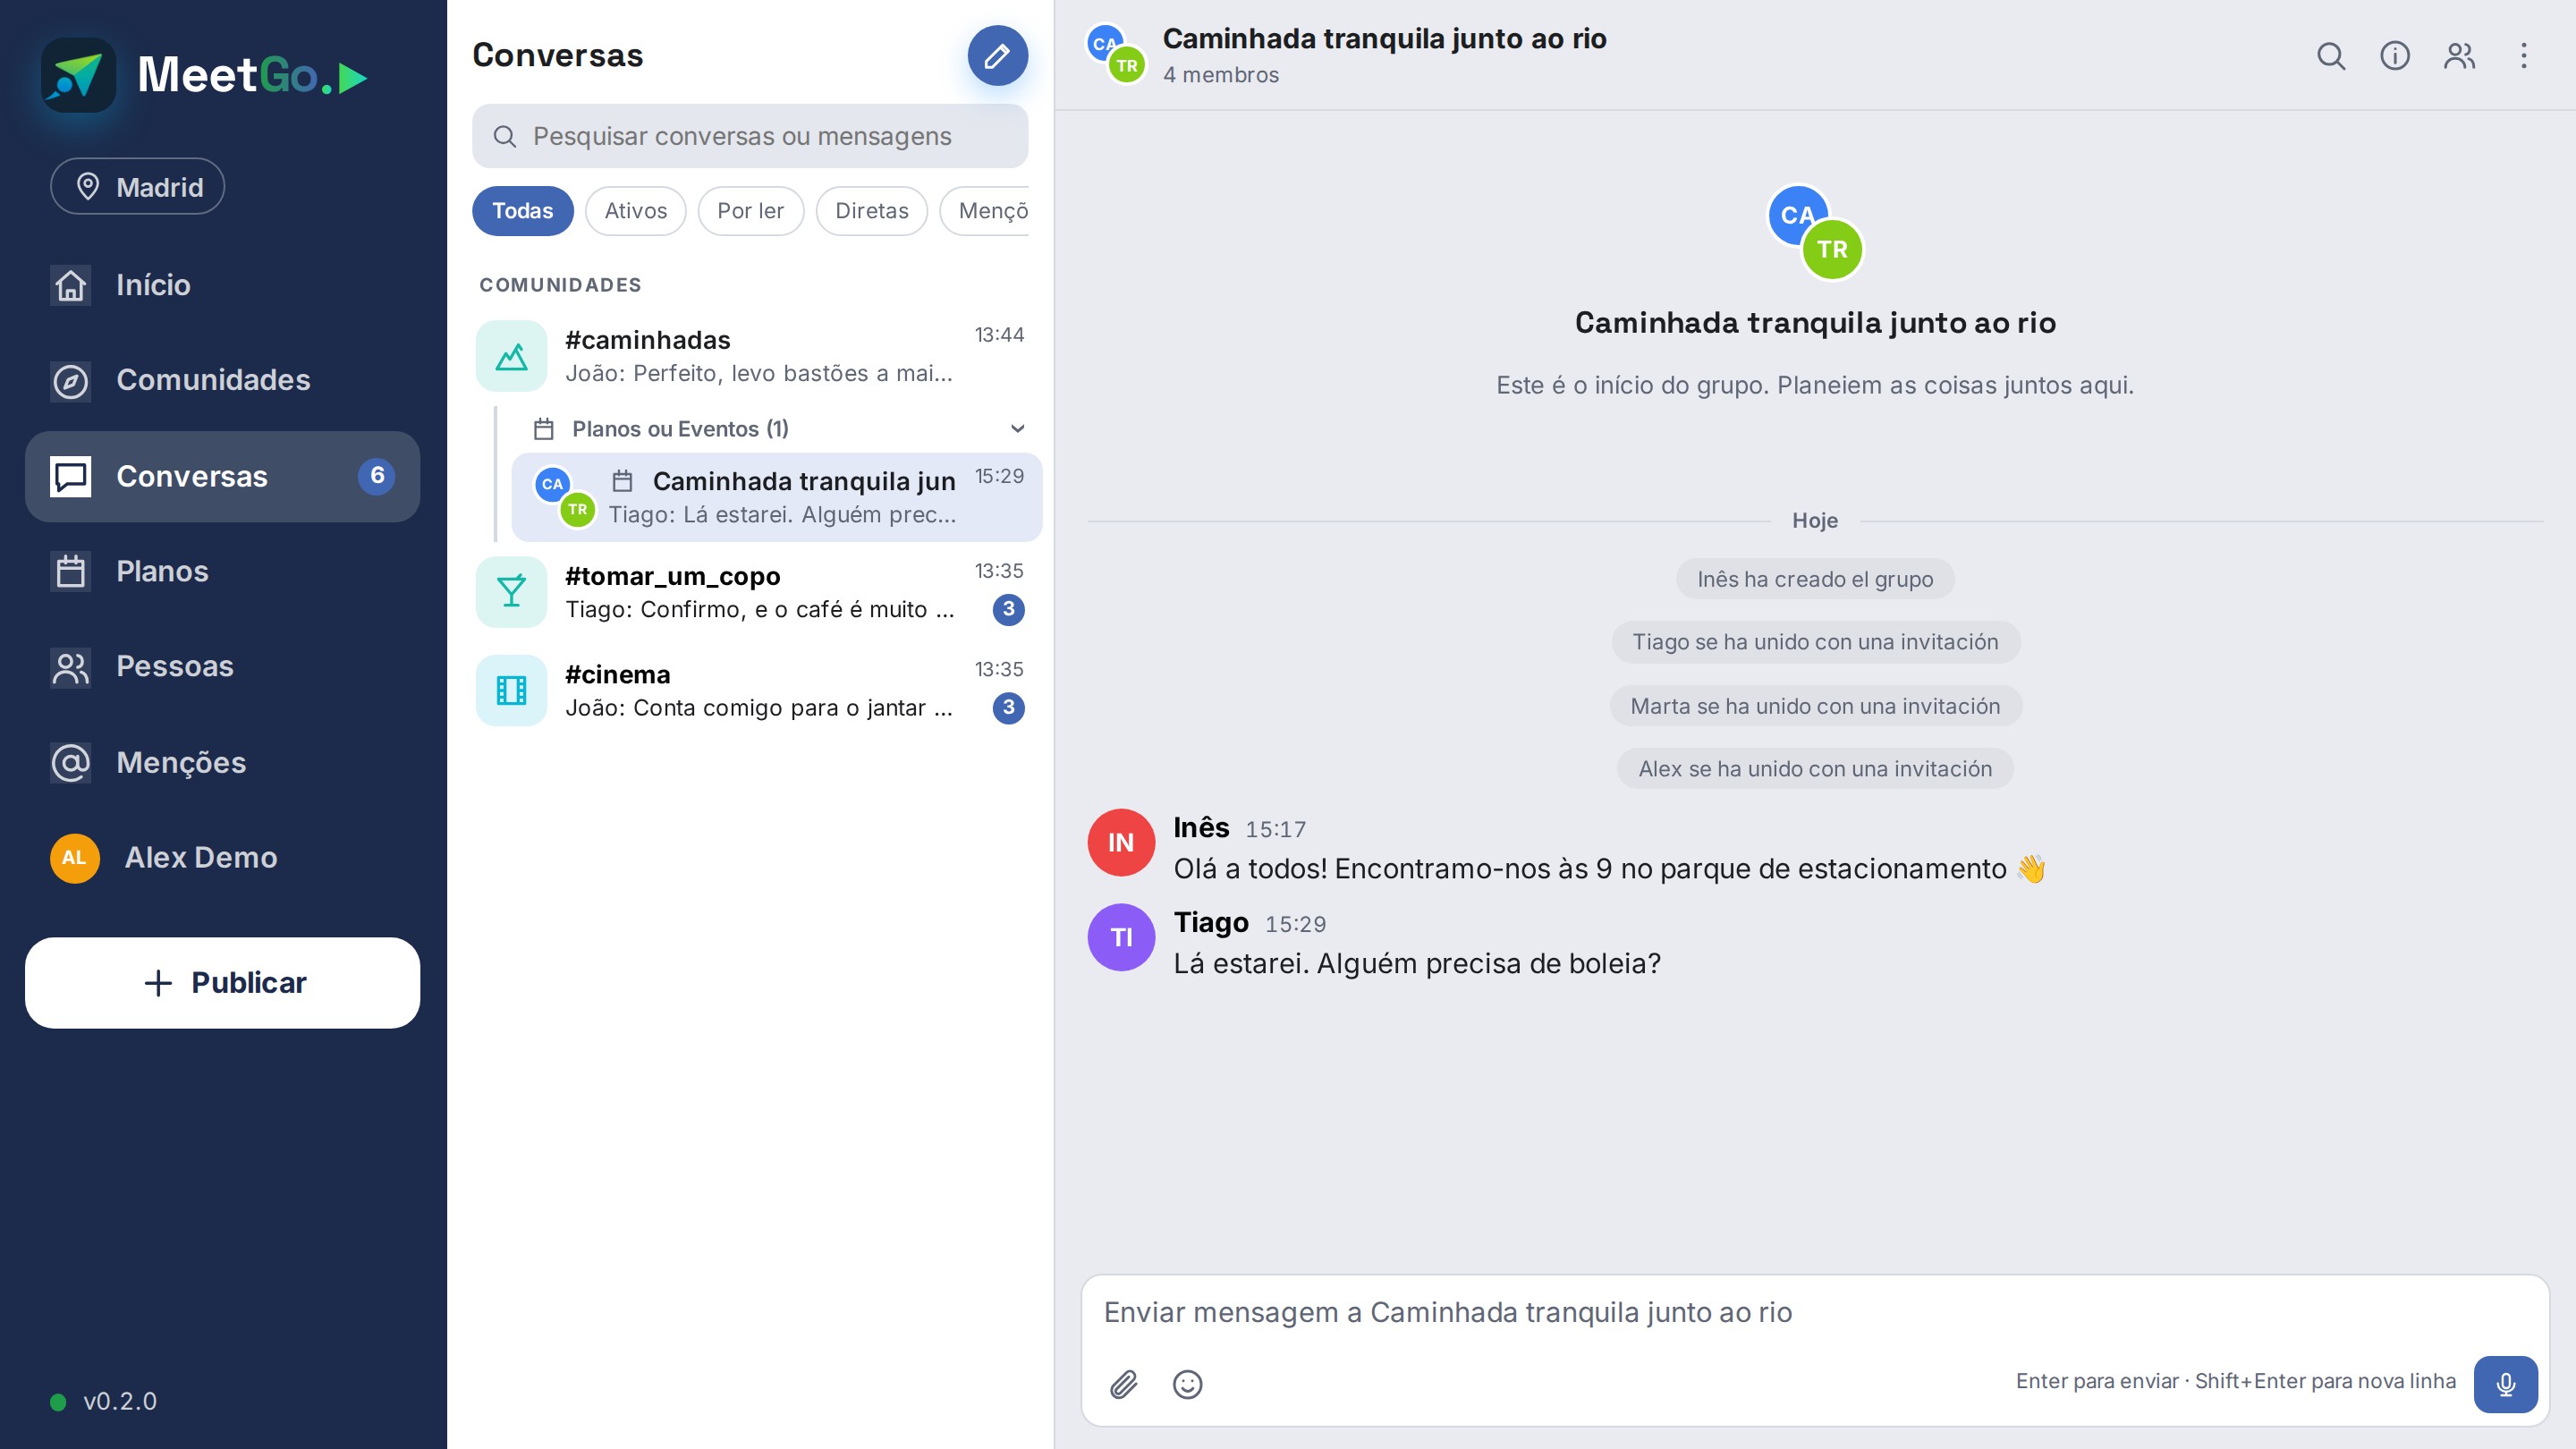 MeetGo.
Madrid
Início
Comunidades
Conversas
6
Planos
Pessoas
Menções
AL
Alex Demo
Publicar
v0.2.0
Conversas
Pesquisar conversas ou mensagens
Todas
Ativos
Por ler
Diretas
Mençõ
COMUNIDADES
#caminhadas
13:44
João: Perfeito, levo bastões a mai...
Planos ou Eventos (1)
CA
TR
Caminhada tranquila jun
15:29
Tiago: Lá estarei. Alguém prec...
#tomar_um_copo
13:35
Tiago: Confirmo, e o café é muito ...
3
#cinema
13:35
João: Conta comigo para o jantar ...
3
CA
TR
Caminhada tranquila junto ao rio
4 membros
CA
TR
Caminhada tranquila junto ao rio
Este é o início do grupo. Planeiem as coisas juntos aqui.
Hoje
Inês ha creado el grupo
Tiago se ha unido con una invitación
Marta se ha unido con una invitación
Alex se ha unido con una invitación
IN
Inês 15:17
Olá a todos! Encontramo-nos às 9 no parque de estacionamento 👋
TI
Tiago 15:29
Lá estarei. Alguém precisa de boleia?
Enviar mensagem a Caminhada tranquila junto ao rio
Enter para enviar · Shift+Enter para nova linha